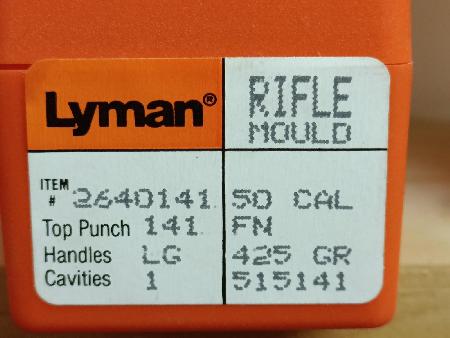 Lyman®
RIFLE
MOULD
ITEM
# 2640141
50 CAL
Top Punch 141
FN
Handles LG
425 GR
Cavities 1
515141